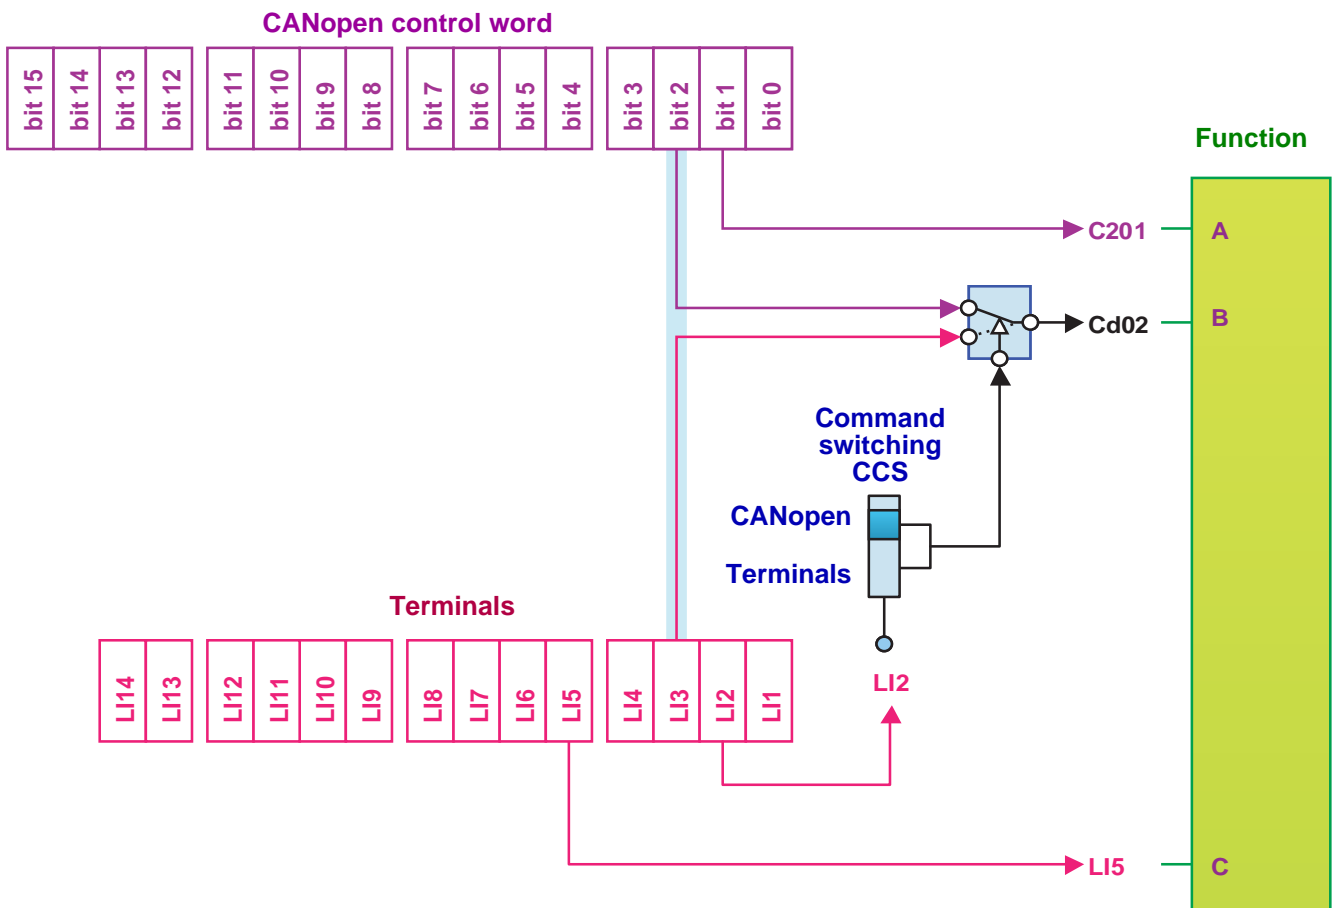 CANopen control word
bit 15
bit 14
bit 13
bit 12
bit 11
bit 10
bit 9
bit 8
bit 7
bit 6
bit 5
bit 4
bit 3
bit 2
bit 1
bit 0
Function
C201
A
Cd02
B
Command
switching
CCS
CANopen
Terminals
Terminals
LI14
LI13
LI12
LI11
LI10
LI9
LI8
LI7
LI6
LI5
LI4
LI3
LI2
LI1
LI2
LI5
C